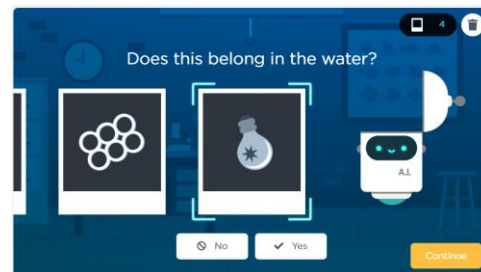 4
Does this belong in the water?
A.I.
No
Yes
Continue